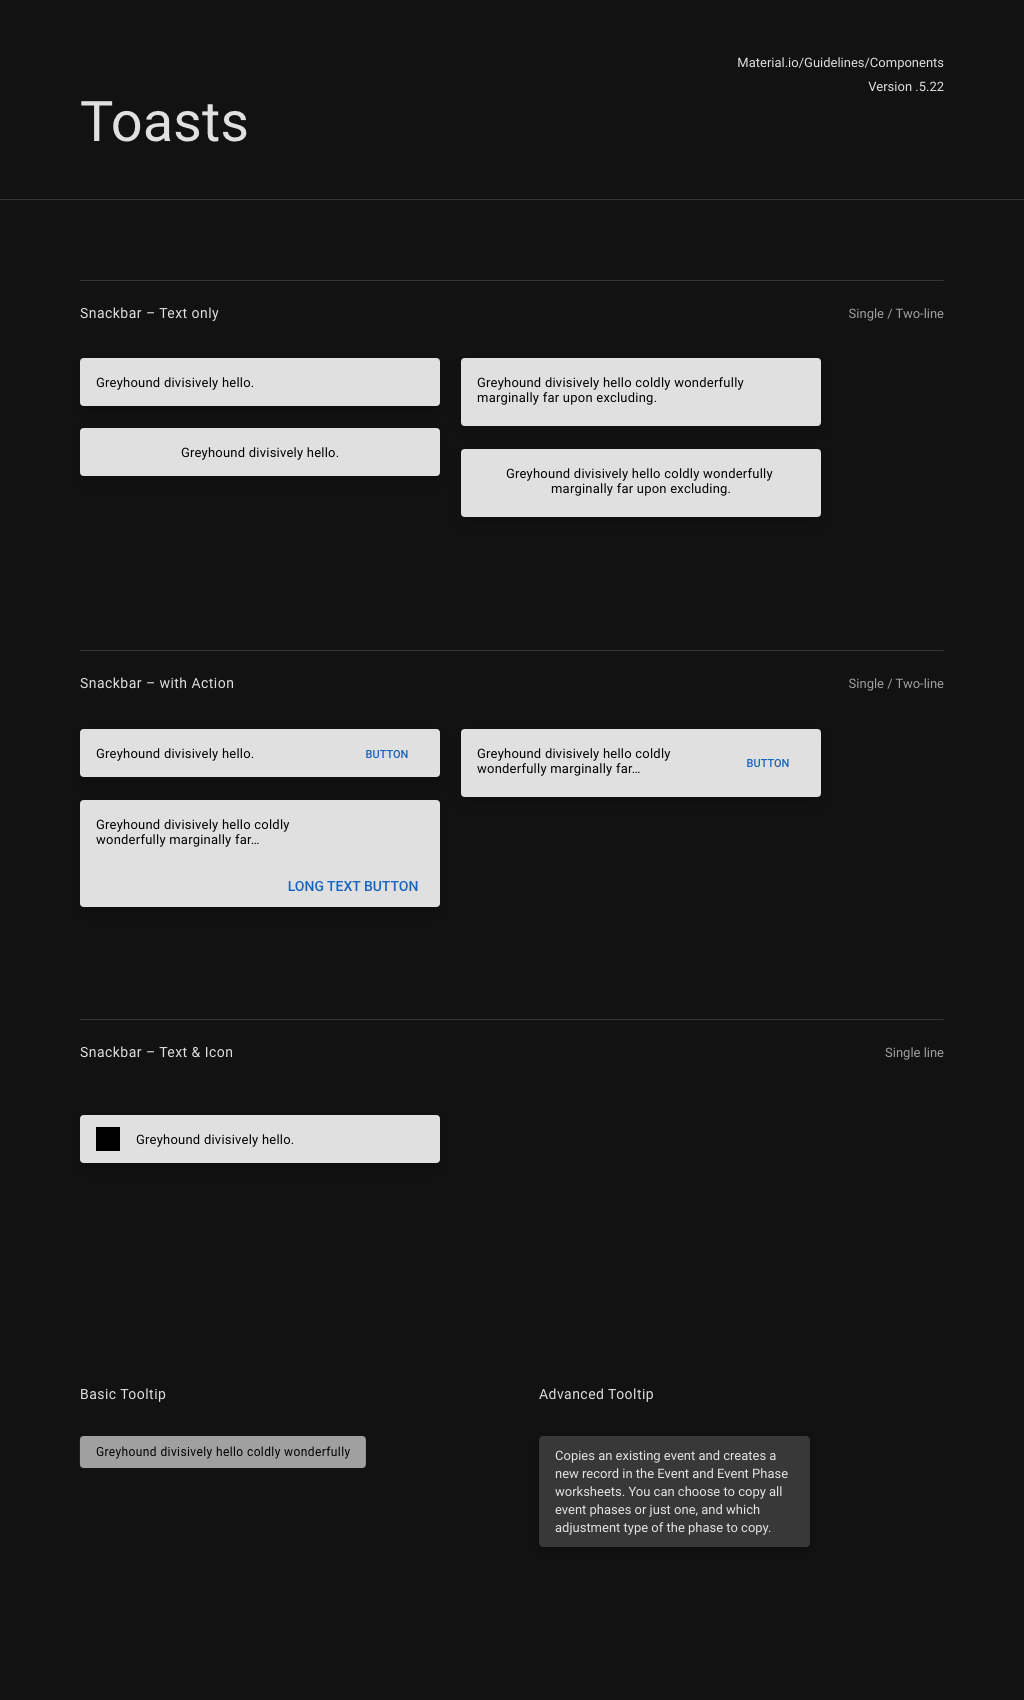 Material.io/Guidelines/Components
Version .5.22
Toasts
Snackbar – Text only
Single / Two-line
Greyhound divisively hello.
Greyhound divisively hello.
Greyhound divisively hello coldly wonderfully
marginally far upon excluding.
Greyhound divisively hello coldly wonderfully
marginally far upon excluding.
Snackbar – with Action
Single / Two-line
Greyhound divisively hello.
BUTTON
Greyhound divisively hello coldly
wonderfully marginally far…
BUTTON
Greyhound divisively hello coldly
wonderfully marginally far…
LONG TEXT BUTTON
Snackbar – Text & Icon
Single line
Greyhound divisively hello.
Basic Tooltip
Greyhound divisively hello coldly wonderfully
Advanced Tooltip
Copies an existing event and creates a
new record in the Event and Event Phase
worksheets. You can choose to copy all
event phases or just one, and which
adjustment type of the phase to copy.